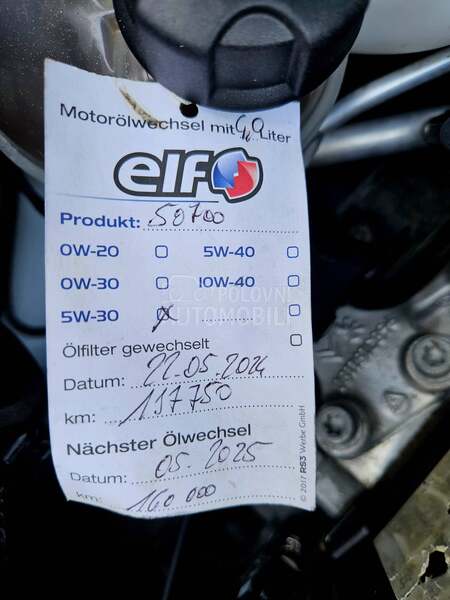 Motorölwechsel mit 4,0 Liter
elf
Produkt: 50700
0W-20 5W-40
0W-30 10W-40
5W-30 x
POLOVNI
AUTOMOBILI
Ölfilter gewechselt
Datum: 22.05.2024
km: 137750
Nächster Ölwechsel
Datum: 05.2025
km: 160 000
© 2017 RS3 Werbe GmbH